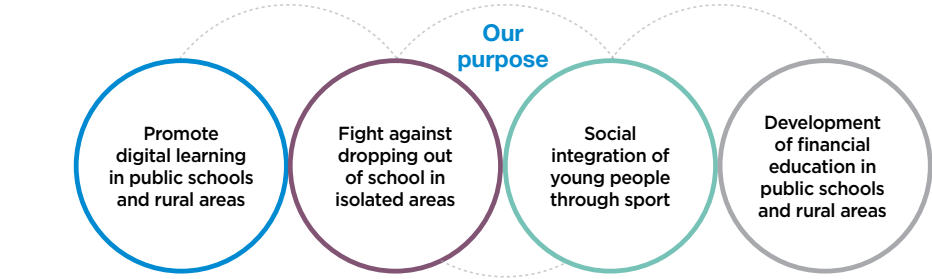 Our
purpose
Promote
digital learning
in public schools
and rural areas
Fight against
dropping out
of school in
isolated areas
Social
integration of
young people
through sport
Development
of financial
education in
public schools
and rural areas